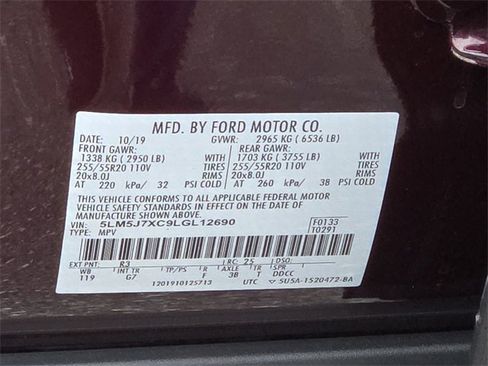 MFD. BY FORD MOTOR CO.
DATE: 10/19 GVWR: 2965 KG ( 6536 LB)
FRONT GAWR: REAR GAWR:
1338 KG ( 2950 LB) WITH 1703 KG ( 3755 LB) WITH
255/55R20 110V TIRES 255/55R20 110V TIRES
20x8.0J RIMS 20x8.0J RIMS
AT 220 kPa/ 32 PSI COLD AT 260 kPa/ 38 PSI COLD
THIS VEHICLE CONFORMS TO ALL APPLICABLE FEDERAL MOTOR
VEHICLE SAFETY STANDARDS IN EFFECT ON THE DATE OF MANUFACTURE
SHOWN ABOVE.
VIN: 5LM5J7XC9LGL12690 F0133
TYPE: MPV T0291
EXT PNT: R3 RC: 25 DSO:
WB INT TR TP/PS R AXLE TR SPR
119 G7 F 3B T DDCC
1201910125713 UTC 5U5A-1520472-BA